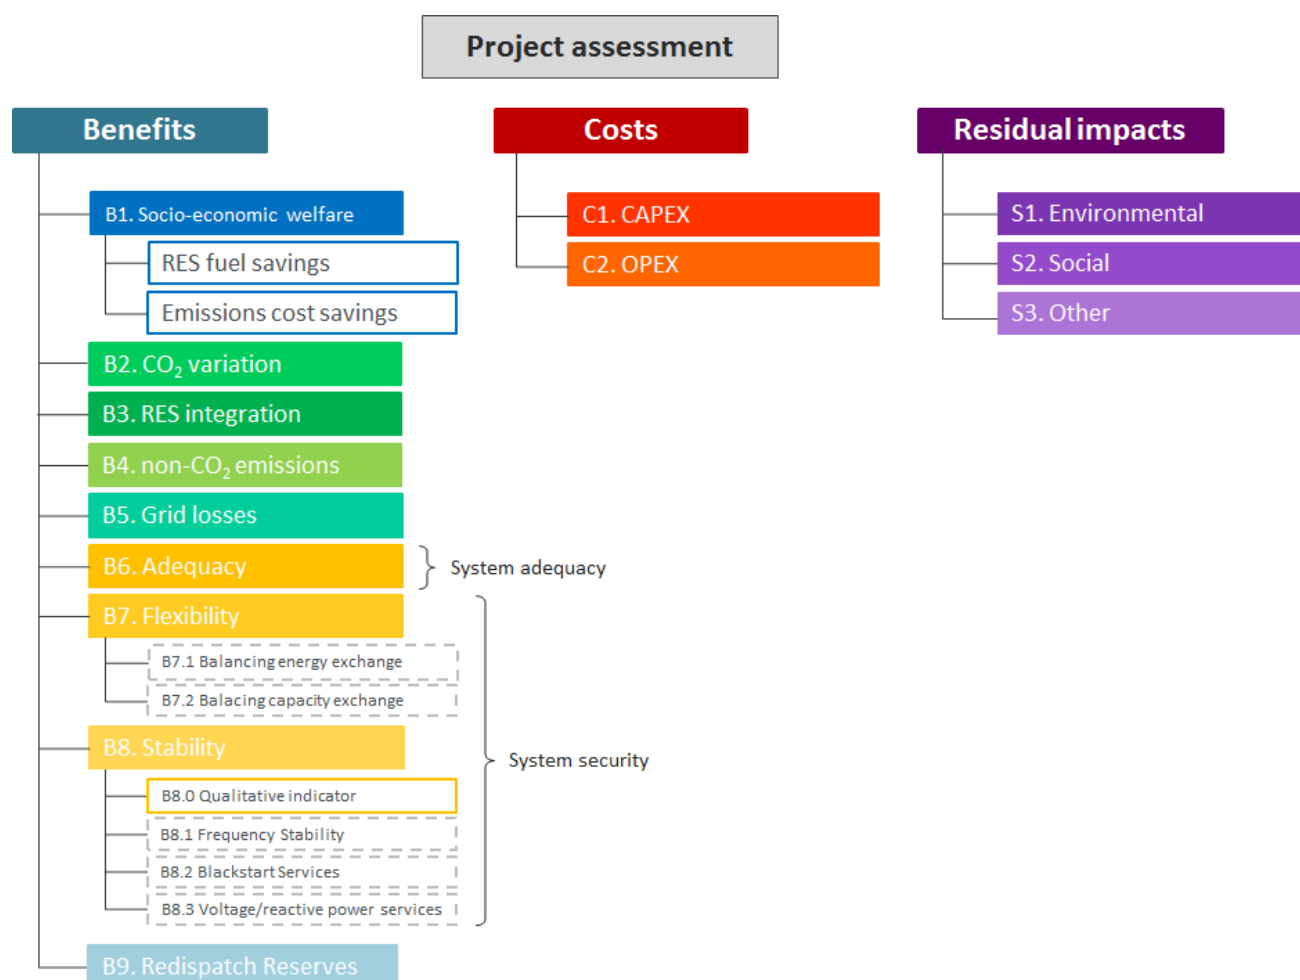 Project assessment
Benefits
B1. Socio-economic welfare
RES fuel savings
Emissions cost savings
B2. CO₂ variation
B3. RES integration
B4. non-CO₂ emissions
B5. Grid losses
B6. Adequacy
System adequacy
B7. Flexibility
B7.1 Balancing energy exchange
B7.2 Balacing capacity exchange
B8. Stability
System security
B8.0 Qualitative indicator
B8.1 Frequency Stability
B8.2 Blackstart Services
B8.3 Voltage/reactive power services
B9. Redispatch Reserves
Costs
C1. CAPEX
C2. OPEX
Residual impacts
S1. Environmental
S2. Social
S3. Other